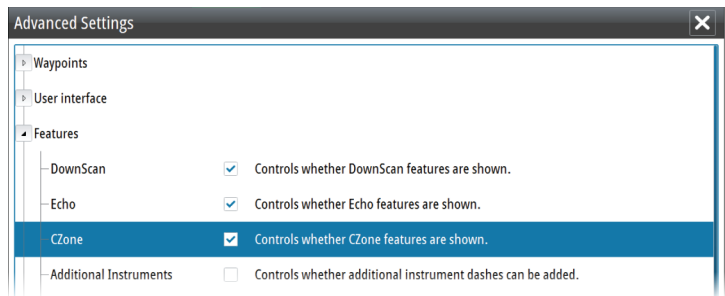 Advanced Settings
Waypoints
User interface
Features
DownScan Controls whether DownScan features are shown.
Echo Controls whether Echo features are shown.
CZone Controls whether CZone features are shown.
Additional Instruments Controls whether additional instrument dashes can be added.